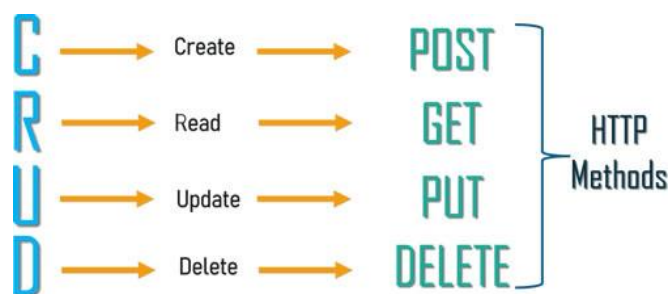 C Create POST
R Read GET
U Update PUT
D Delete DELETE
HTTP
Methods